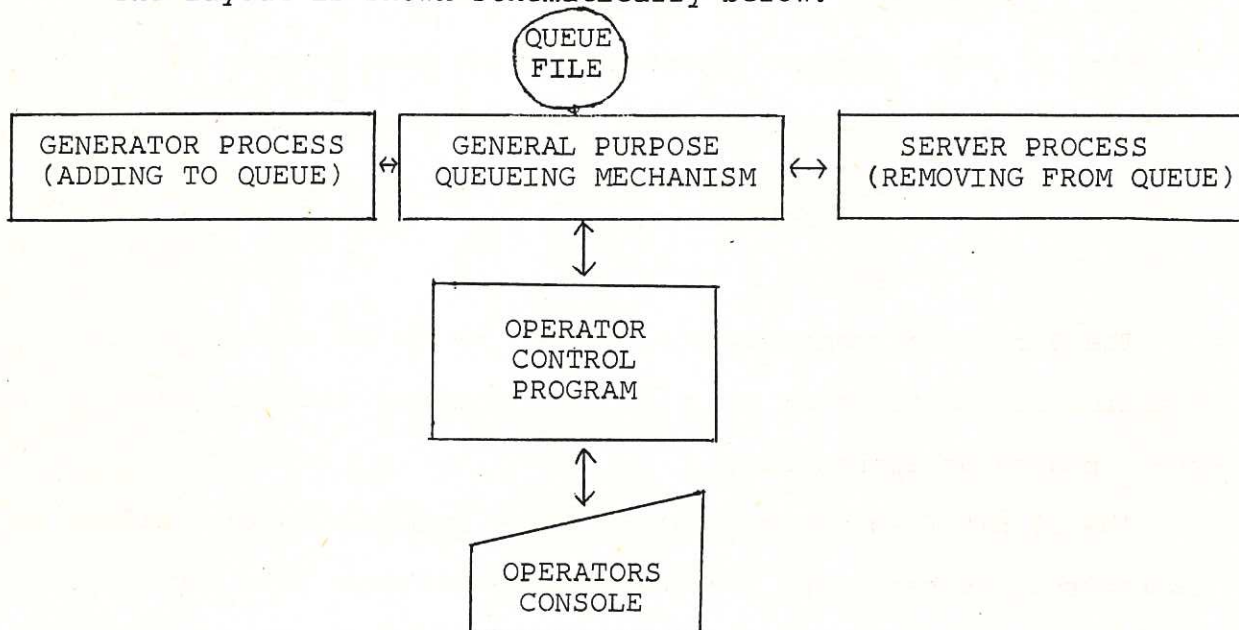 QUEUE
FILE
GENERATOR PROCESS
(ADDING TO QUEUE)
GENERAL PURPOSE
QUEUEING MECHANISM
SERVER PROCESS
(REMOVING FROM QUEUE)
OPERATOR
CONTROL
PROGRAM
OPERATORS
CONSOLE